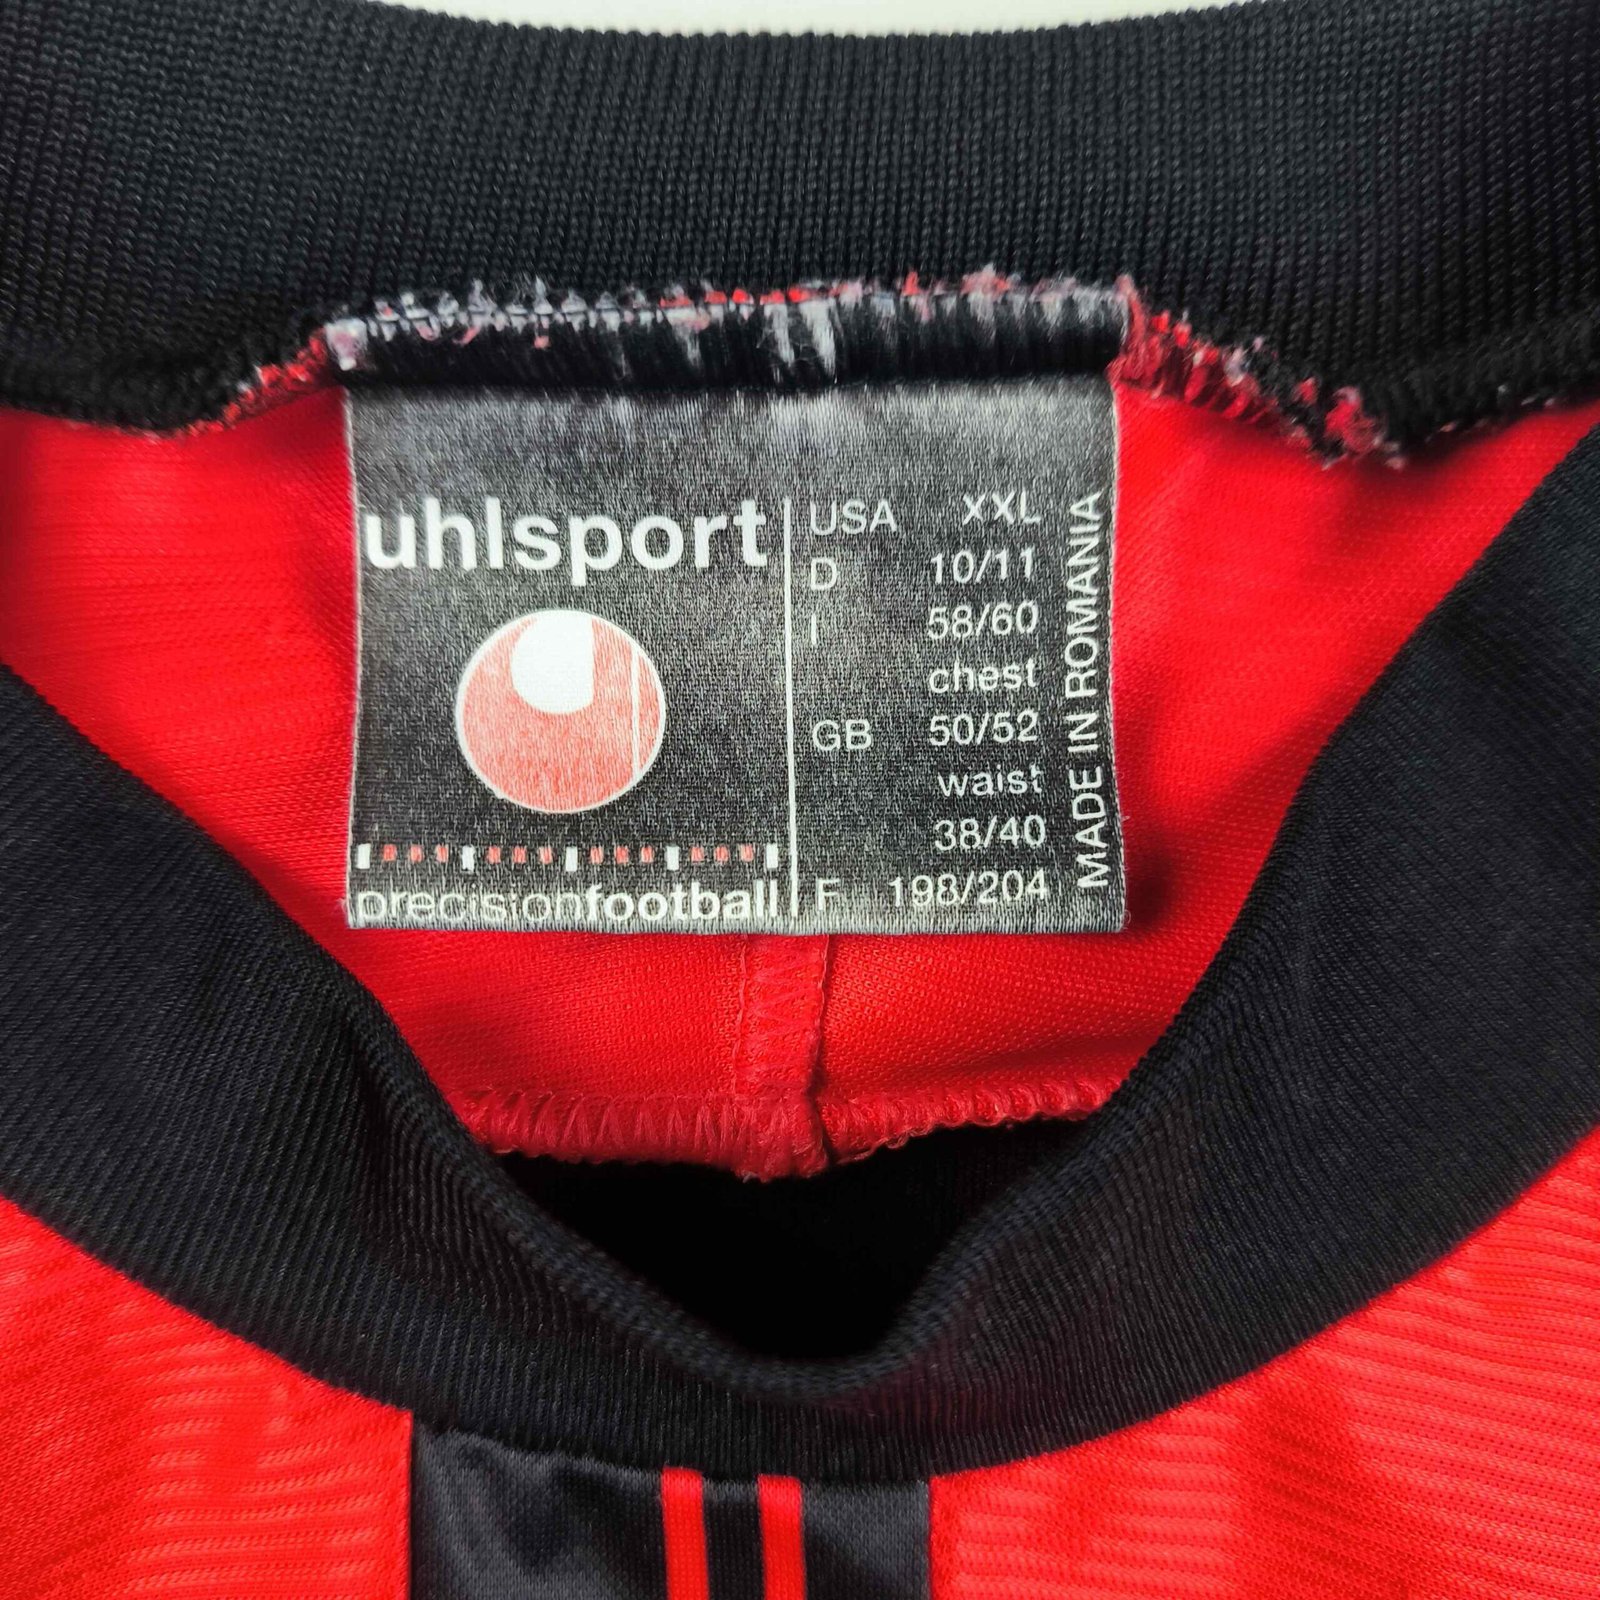 uhlsport
precisionfootball
USA XXL
D 10/11
I 58/60
chest
GB 50/52
waist
38/40
F 198/204
MADE IN ROMANIA